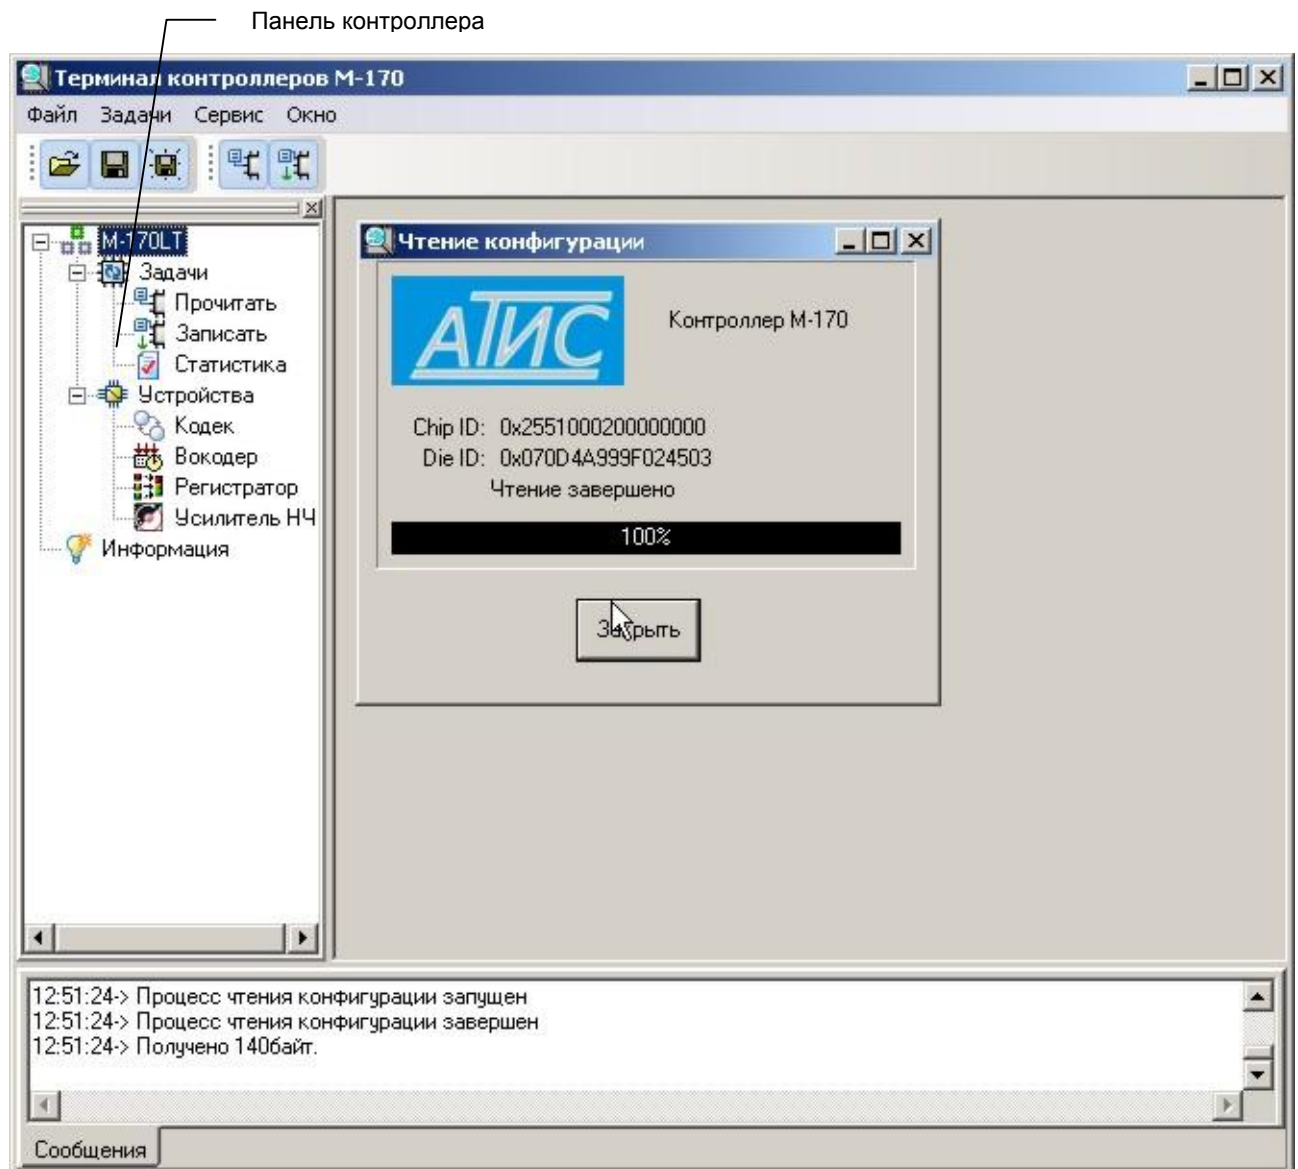 Панель контроллера
Терминал контроллеров М-170
Файл Задачи Сервис Окно
M-170LT
Задачи
Прочитать
Записать
Статистика
Устройства
Кодек
Вокодер
Регистратор
Усилитель НЧ
Информация
Чтение конфигурации
АТИС
Контроллер М-170
Chip ID: 0x2551000200000000
Die ID: 0x070D4A999F024503
Чтение завершено
100%
Закрыть
12:51:24-> Процесс чтения конфигурации запущен
12:51:24-> Процесс чтения конфигурации завершен
12:51:24-> Получено 140байт.
Сообщения